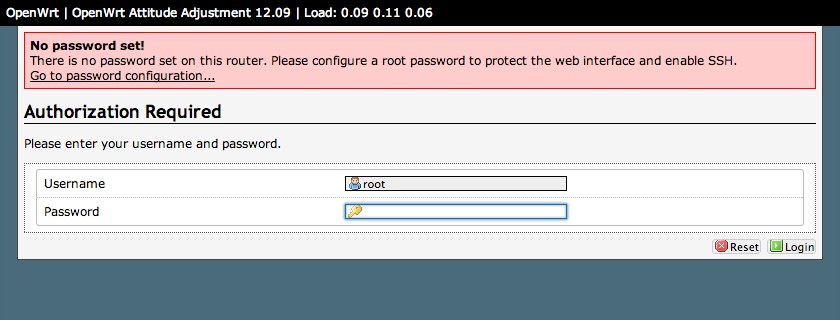 OpenWrt | OpenWrt Attitude Adjustment 12.09 | Load: 0.09 0.11 0.06
No password set!
There is no password set on this router. Please configure a root password to protect the web interface and enable SSH.
Go to password configuration...
Authorization Required
Please enter your username and password.
Username root
Password
Reset Login